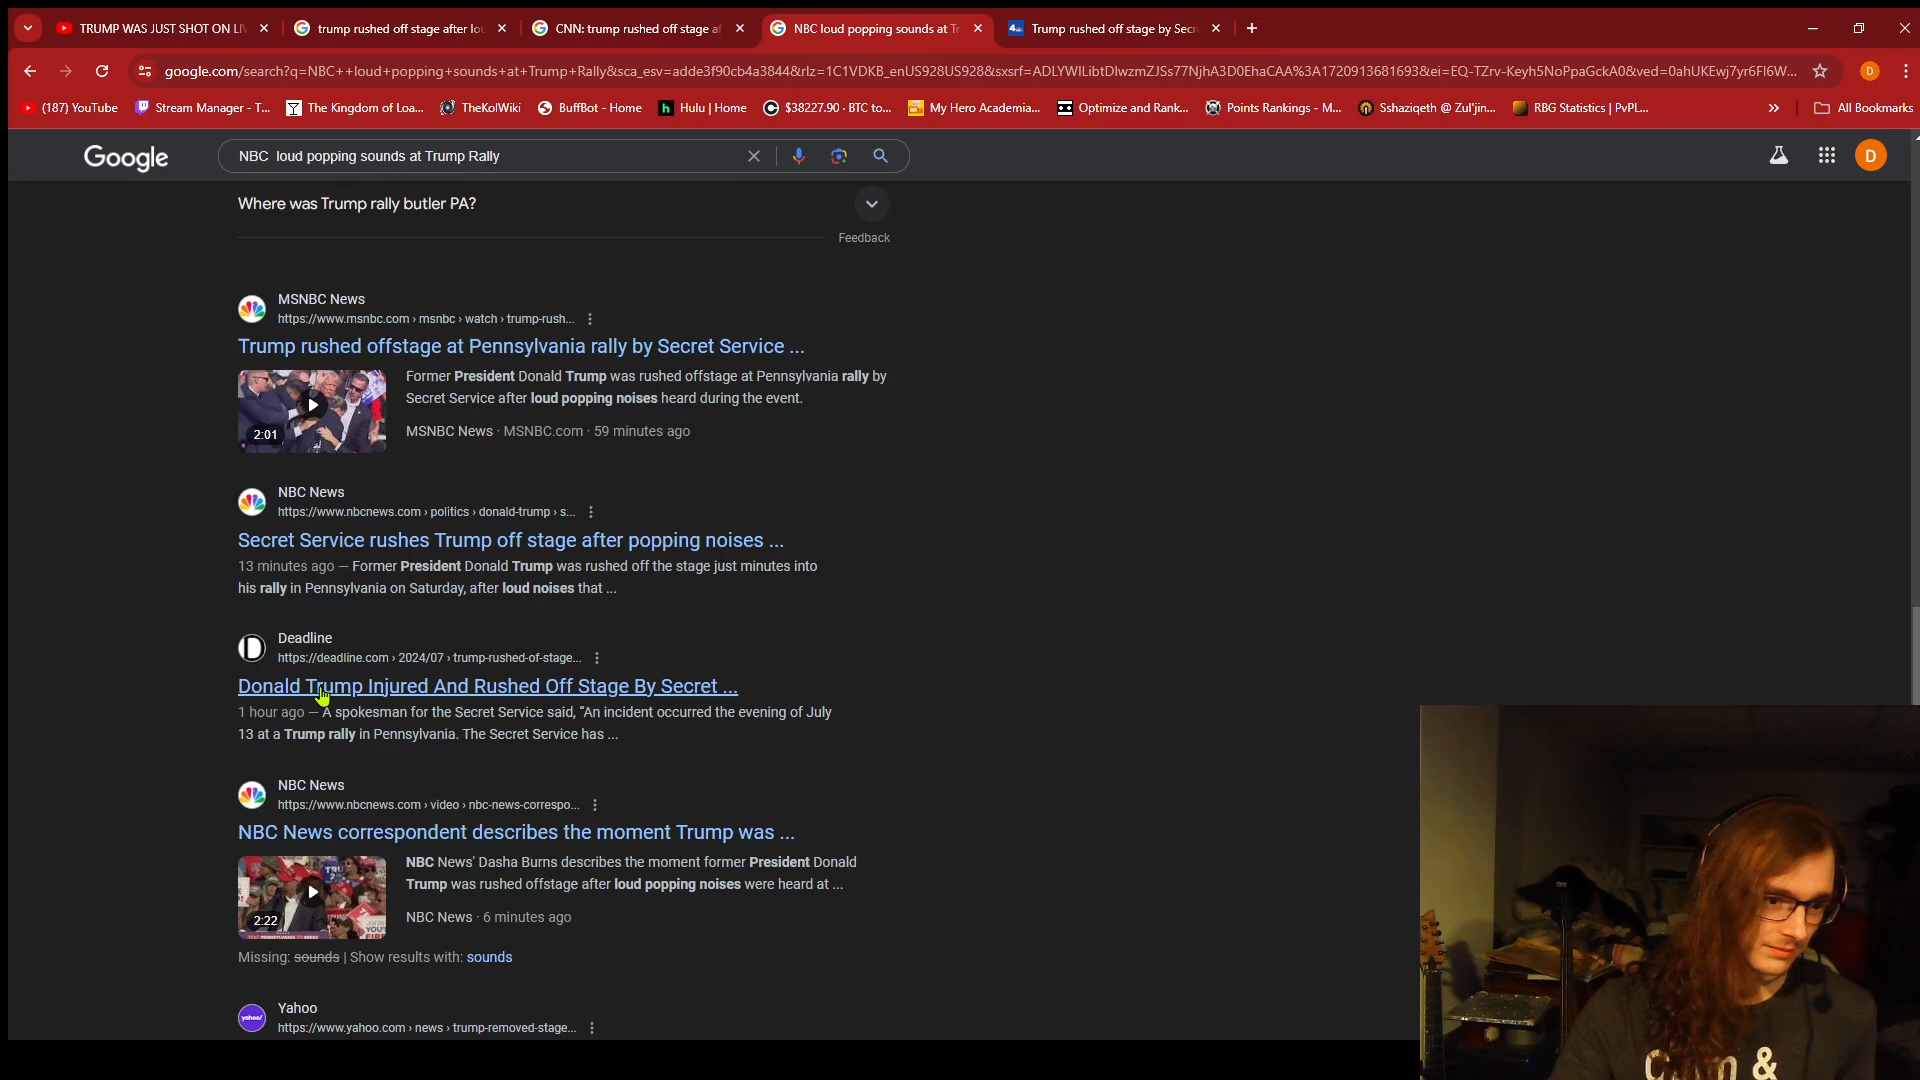 TRUMP WAS JUST SHOT ON LIV
trump rushed off stage after lo
CNN: trump rushed off stage af
NBC loud popping sounds at Tr
Trump rushed off stage by Secr
google.com/search?q=NBC++loud+popping+sounds+at+Trump+Rally&sca_esv=adde3f90cb4a3844&rlz=1C1VDKB_enUS928US928&sxsrf=ADLYWILibtDlwzmZJSs77NjhA3D0EhaCAA%3A1720913681693&ei=EQ-TZrv-Keyh5NoPpaGckA0&ved=0ahUKEwj7yr6Fl6W...
D
(187) YouTube
Stream Manager - T...
The Kingdom of Loa...
TheKolWiki
BuffBot - Home
Hulu | Home
$38227.90 - BTC to...
My Hero Academia...
Optimize and Rank...
Points Rankings - M...
Sshaziqeth @ Zul'jin...
RBG Statistics | PvPL...
All Bookmarks
Google
NBC  loud popping sounds at Trump Rally
D
Where was Trump rally butler PA?
Feedback
MSNBC News
https://www.msnbc.com › msnbc › watch › trump-rush...
Trump rushed offstage at Pennsylvania rally by Secret Service ...
Former President Donald Trump was rushed offstage at Pennsylvania rally by
Secret Service after loud popping noises heard during the event.
2:01
MSNBC News · MSNBC.com · 59 minutes ago
NBC News
https://www.nbcnews.com › politics › donald-trump › s...
Secret Service rushes Trump off stage after popping noises ...
13 minutes ago — Former President Donald Trump was rushed off the stage just minutes into
his rally in Pennsylvania on Saturday, after loud noises that ...
Deadline
https://deadline.com › 2024/07 › trump-rushed-of-stage...
Donald Trump Injured And Rushed Off Stage By Secret ...
1 hour ago — A spokesman for the Secret Service said, “An incident occurred the evening of July
13 at a Trump rally in Pennsylvania. The Secret Service has ...
NBC News
https://www.nbcnews.com › video › nbc-news-correspo...
NBC News correspondent describes the moment Trump was ...
NBC News' Dasha Burns describes the moment former President Donald
Trump was rushed offstage after loud popping noises were heard at ...
2:22
NBC News · 6 minutes ago
Missing: sounds | Show results with: sounds
yahoo!
Yahoo
https://www.yahoo.com › news › trump-removed-stage...